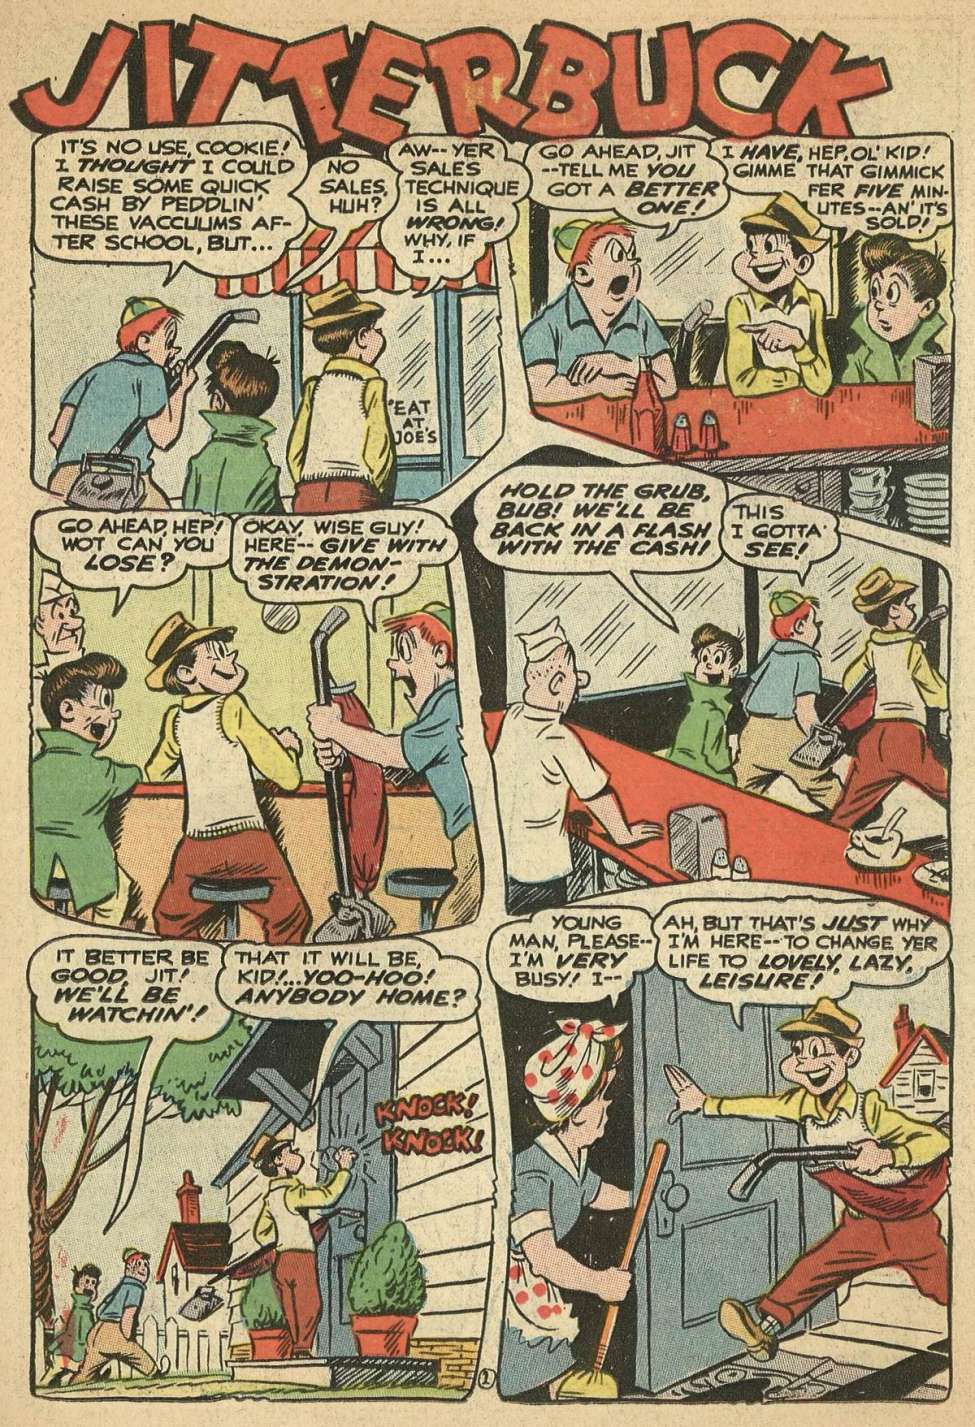 JITTERBUCK
IT'S NO USE, COOKIE!
I THOUGHT I COULD
RAISE SOME QUICK
CASH BY PEDDLIN'
THESE VACCULMS AF-
TER SCHOOL, BUT...
NO
SALES,
HUH?
AW-- YER
SALES
TECHNIQUE
IS ALL
WRONG!
WHY, IF
I...
"EAT
AT
JOE'S
GO AHEAD, JIT
--TELL ME YOU
GOT A BETTER
ONE!
I HAVE, HEP, OL' KID!
GIMME THAT GIMMICK
FER FIVE MIN-
UTES--AN' IT'S
SOLD!
GO AHEAD, HEP!
WOT CAN YOU
LOSE?
OKAY, WISE GUY!
HERE-- GIVE WITH
THE DEMON-
STRATION!
HOLD THE GRUB,
BUB! WE'LL BE
BACK IN A FLASH
WITH THE CASH!
THIS
I GOTTA
SEE!
IT BETTER BE
GOOD, JIT!
WE'LL BE
WATCHIN'!
THAT IT WILL BE,
KID!...YOO-HOO!
ANYBODY HOME?
KNOCK!
KNOCK!
2
YOUNG
MAN, PLEASE--
I'M VERY
BUSY! I--
AH, BUT THAT'S JUST WHY
I'M HERE--TO CHANGE YER
LIFE TO LOVELY, LAZY,
LEISURE!